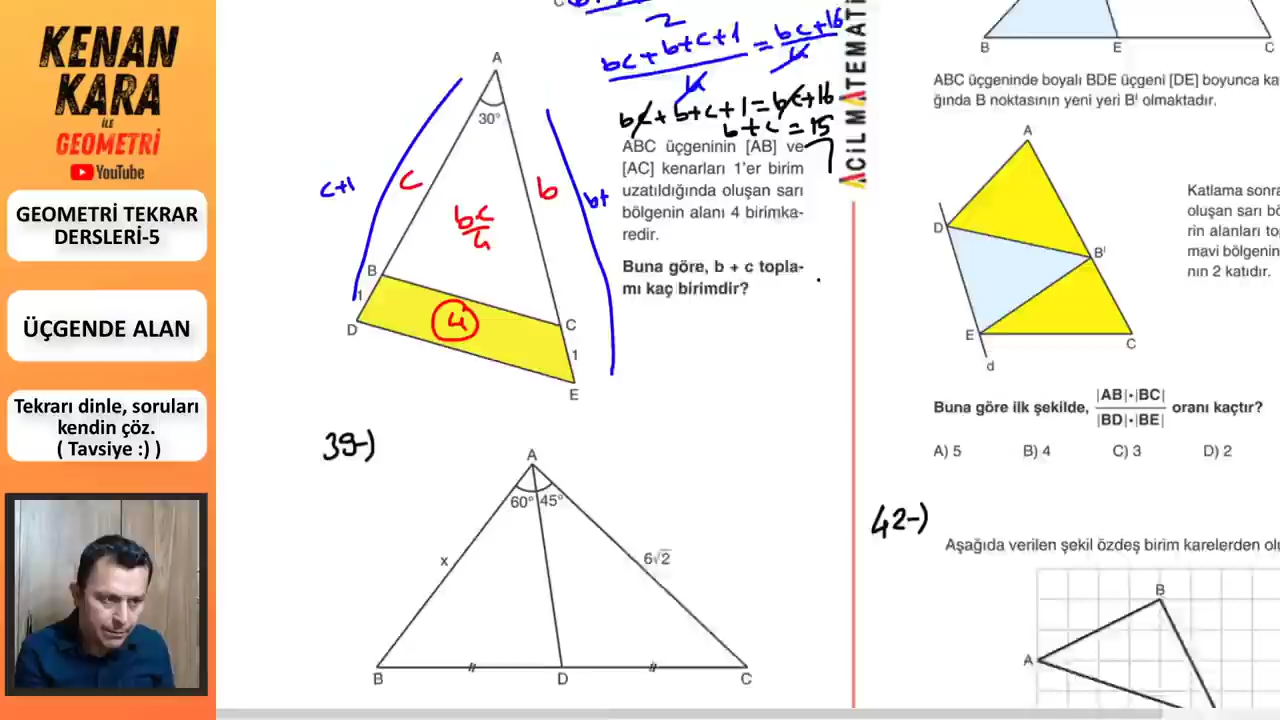 KENAN
KARA
İLE
GEOMETRİ
YouTube
GEOMETRİ TEKRAR
DERSLERİ-5
ÜÇGENDE ALAN
Tekrarı dinle, soruları
kendin çöz.
( Tavsiye :) )
2
bc+b+c+1 = bc+16
4 4
bc+b+c+1=bc+16
b+c=15
A
30°
c+1
c
b
b+
bc
4
B
1
D
4
C
1
E
ABC üçgeninin [AB] ve
[AC] kenarları 1'er birim
uzatıldığında oluşan sarı
bölgenin alanı 4 birimka-
redir.
Buna göre, b + c topla-
mı kaç birimdir?
39-)
A
60° 45°
x
6√2
B
D
C
ACİL MATEMATİ
B
E
C
ABC üçgeninde boyalı BDE üçgeni [DE] boyunca ka
ğında B noktasının yeni yeri B' olmaktadır.
A
D
B'
E
C
d
Katlama sonra
oluşan sarı bö
rin alanları top
mavi bölgenin
nın 2 katıdır.
Buna göre ilk şekilde, |AB|·|BC| / |BD|·|BE| oranı kaçtır?
A) 5 B) 4 C) 3 D) 2
42-)
Aşağıda verilen şekil özdeş birim karelerden olu
B
A